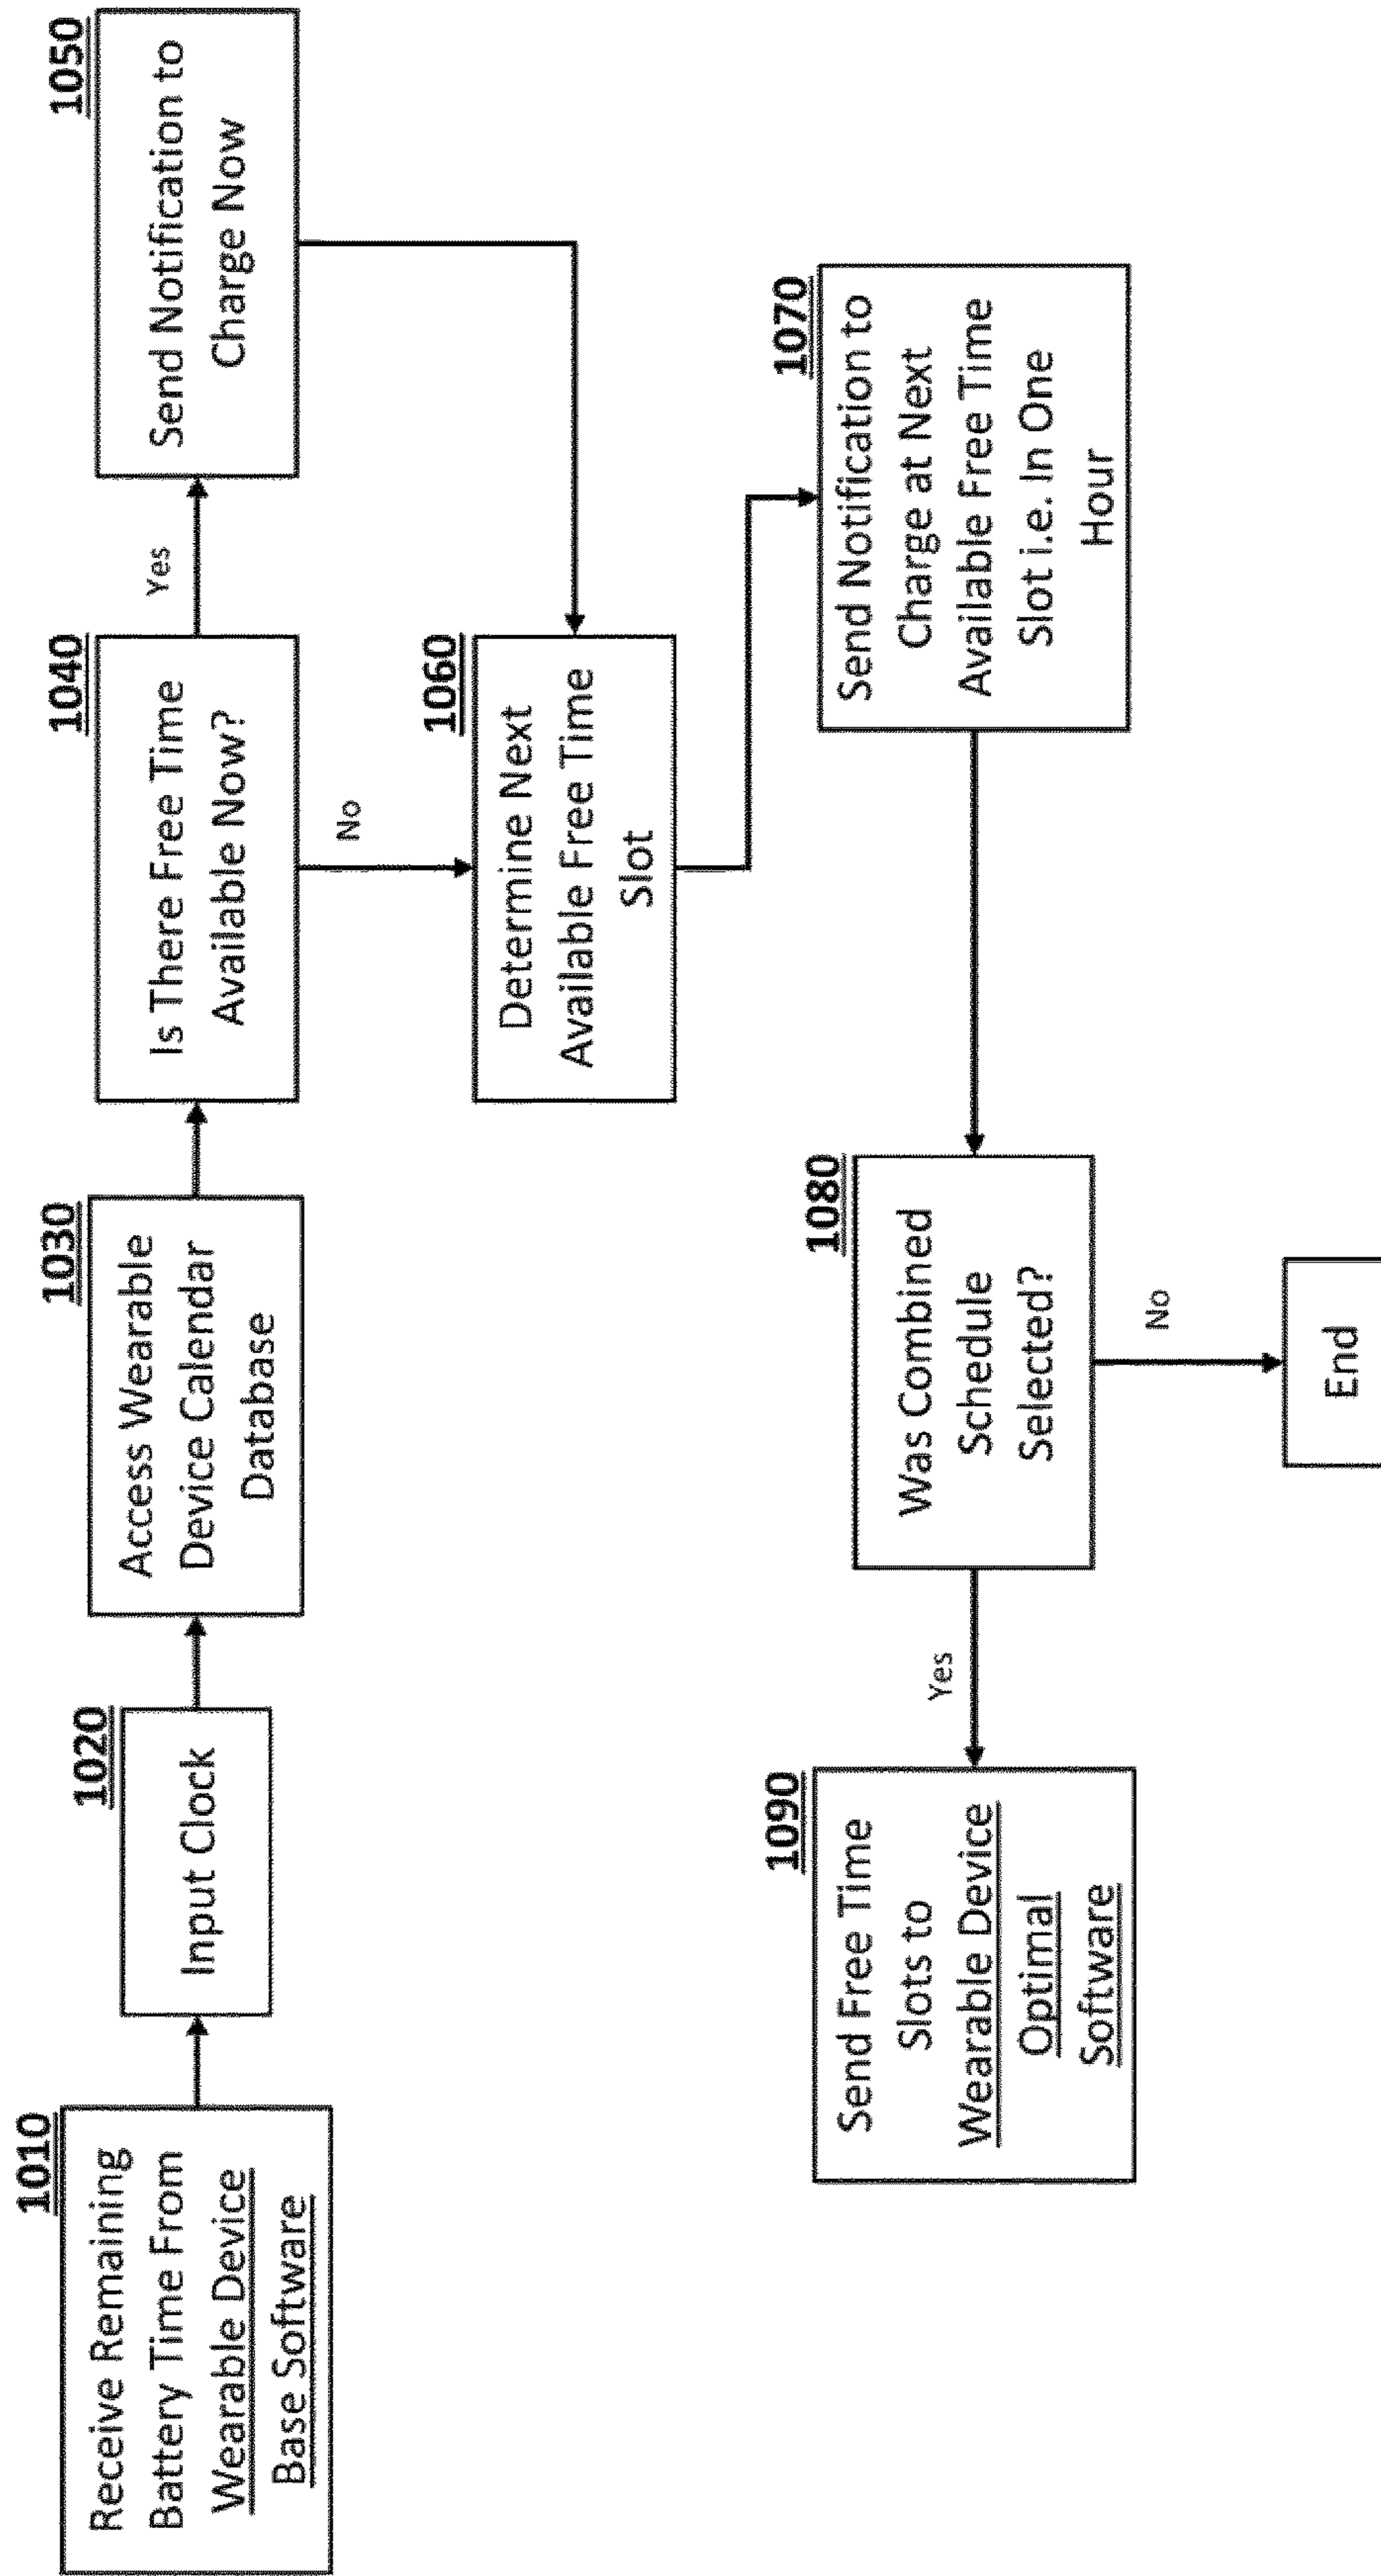 1010
Receive Remaining
Battery Time From
Wearable Device
Base Software
1020
Input Clock
1030
Access Wearable
Device Calendar
Database
1040
Is There Free Time
Available Now?
Yes
1050
Send Notification to
Charge Now
No
1060
Determine Next
Available Free Time
Slot
1070
Send Notification to
Charge at Next
Available Free Time
Slot i.e. In One
Hour
1080
Was Combined
Schedule
Selected?
Yes
1090
Send Free Time
Slots to
Wearable Device
Optimal
Software
No
End